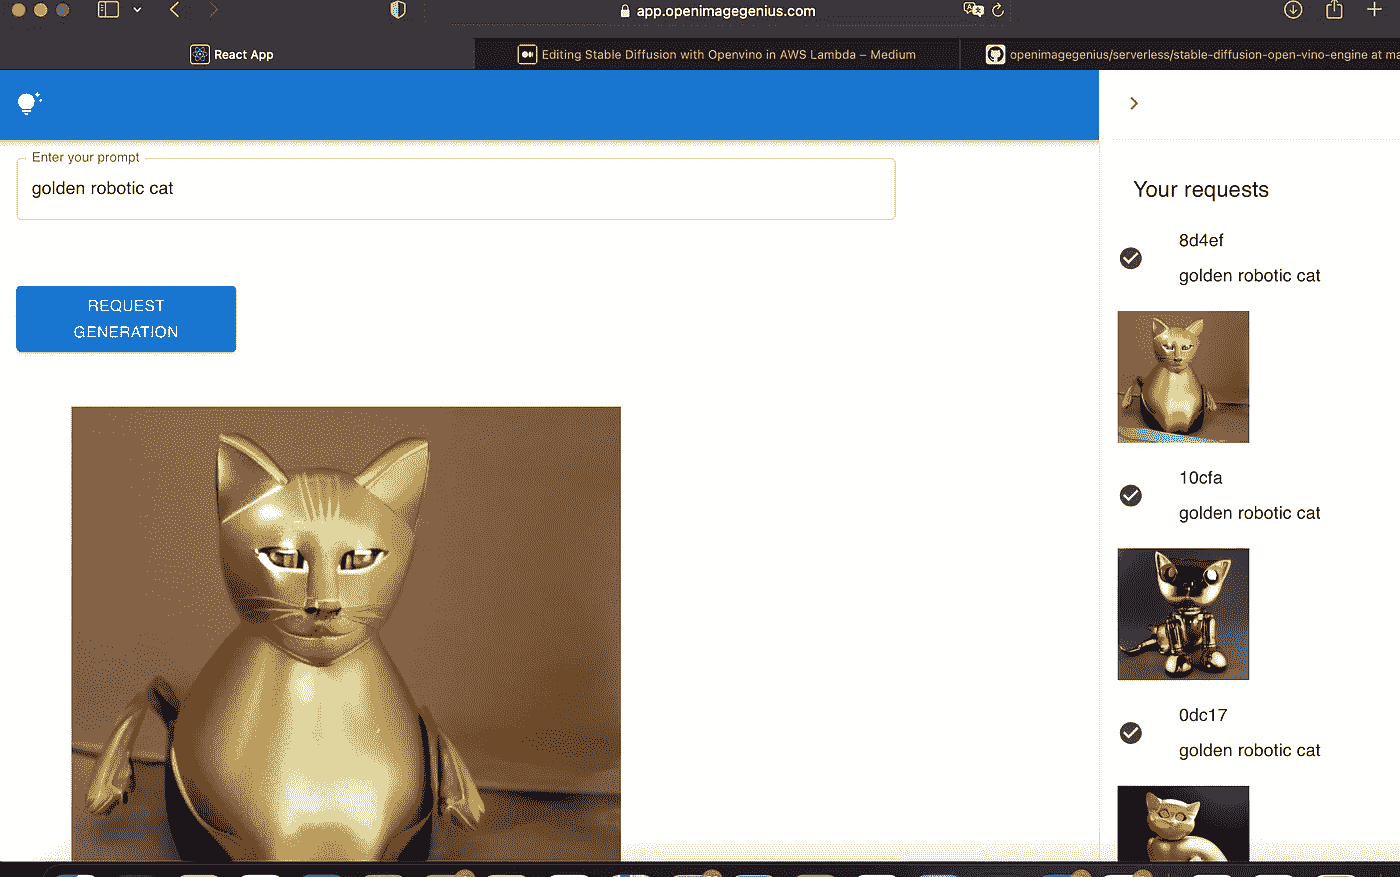 app.openimagegenius.com
React App
Editing Stable Diffusion with Openvino in AWS Lambda – Medium
openimagegenius/serverless/stable-diffusion-open-vino-engine at ma
Enter your prompt
golden robotic cat
REQUEST
GENERATION
Your requests
8d4ef
golden robotic cat
10cfa
golden robotic cat
0dc17
golden robotic cat